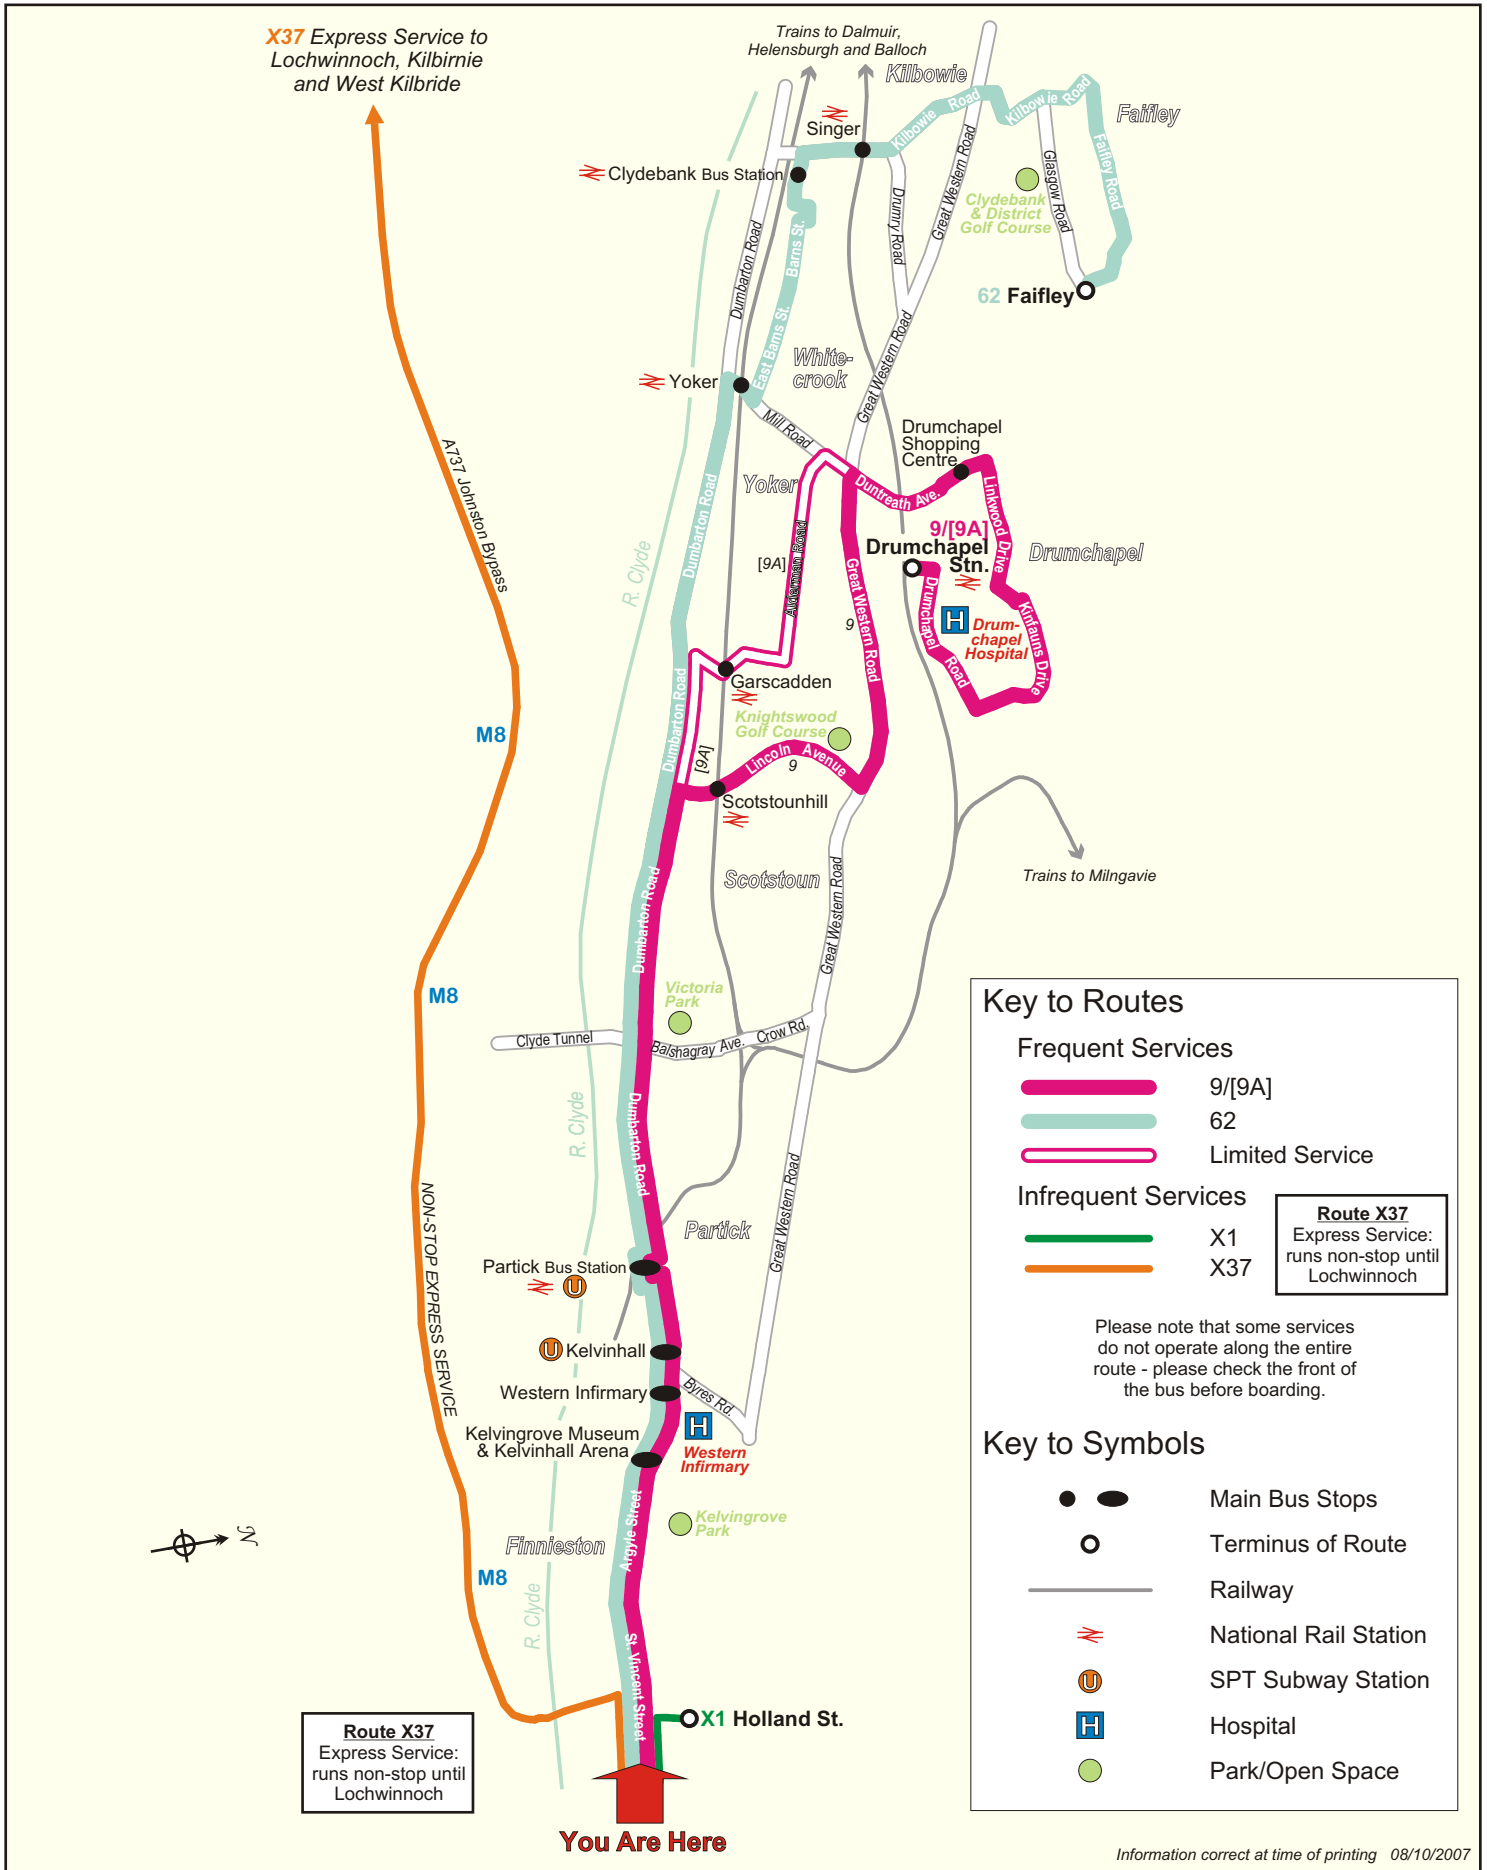 X37 Express Service to
Lochwinnoch, Kilbirnie
and West Kilbride
Trains to Dalmuir,
Helensburgh and Balloch
Kilbowie
Faifley
Singer
Clydebank Bus Station
Kilbowie Road
Kilbowie Road
Faifley Road
Glasgow Road
Great Western Road
Drumry Road
Clydebank
& District
Golf Course
Dumbarton Road
Barns St.
East Barns St.
62 Faifley
White-
crook
Great Western Road
Yoker
Mill Road
Drumchapel
Shopping
Centre
A737 Johnston Bypass
Yoker
Duntreath Ave.
Linkwood Drive
Dumbarton Road
R. Clyde
[9A]
Alderman Road
9/[9A]
Drumchapel
Stn.
Drumchapel
Great Western Road
9
Drumchapel Road
Drum-
chapel
Hospital
Kinfauns Drive
Garscadden
Dumbarton Road
Knightswood
Golf Course
M8
[9A]
Lincoln Avenue
9
Scotstounhill
Scotstoun
Trains to Milngavie
Dumbarton Road
Great Western Road
M8
Victoria
Park
Clyde Tunnel
Balshagray Ave.
Crow Rd.
R. Clyde
Dumbarton Road
Great Western Road
NON-STOP EXPRESS SERVICE
Partick
Partick Bus Station
U
U Kelvinhall
Western Infirmary
Byres Rd.
Kelvingrove Museum
& Kelvinhall Arena
H
Western
Infirmary
Argyle Street
Kelvingrove
Park
Finnieston
N
M8
R. Clyde
St. Vincent Street
X1 Holland St.
Route X37
Express Service:
runs non-stop until
Lochwinnoch
You Are Here
Key to Routes
Frequent Services
9/[9A]
62
Limited Service
Infrequent Services
X1
X37
Route X37
Express Service:
runs non-stop until
Lochwinnoch
Please note that some services
do not operate along the entire
route - please check the front of
the bus before boarding.
Key to Symbols
Main Bus Stops
Terminus of Route
Railway
National Rail Station
U SPT Subway Station
H Hospital
Park/Open Space
Information correct at time of printing 08/10/2007
H